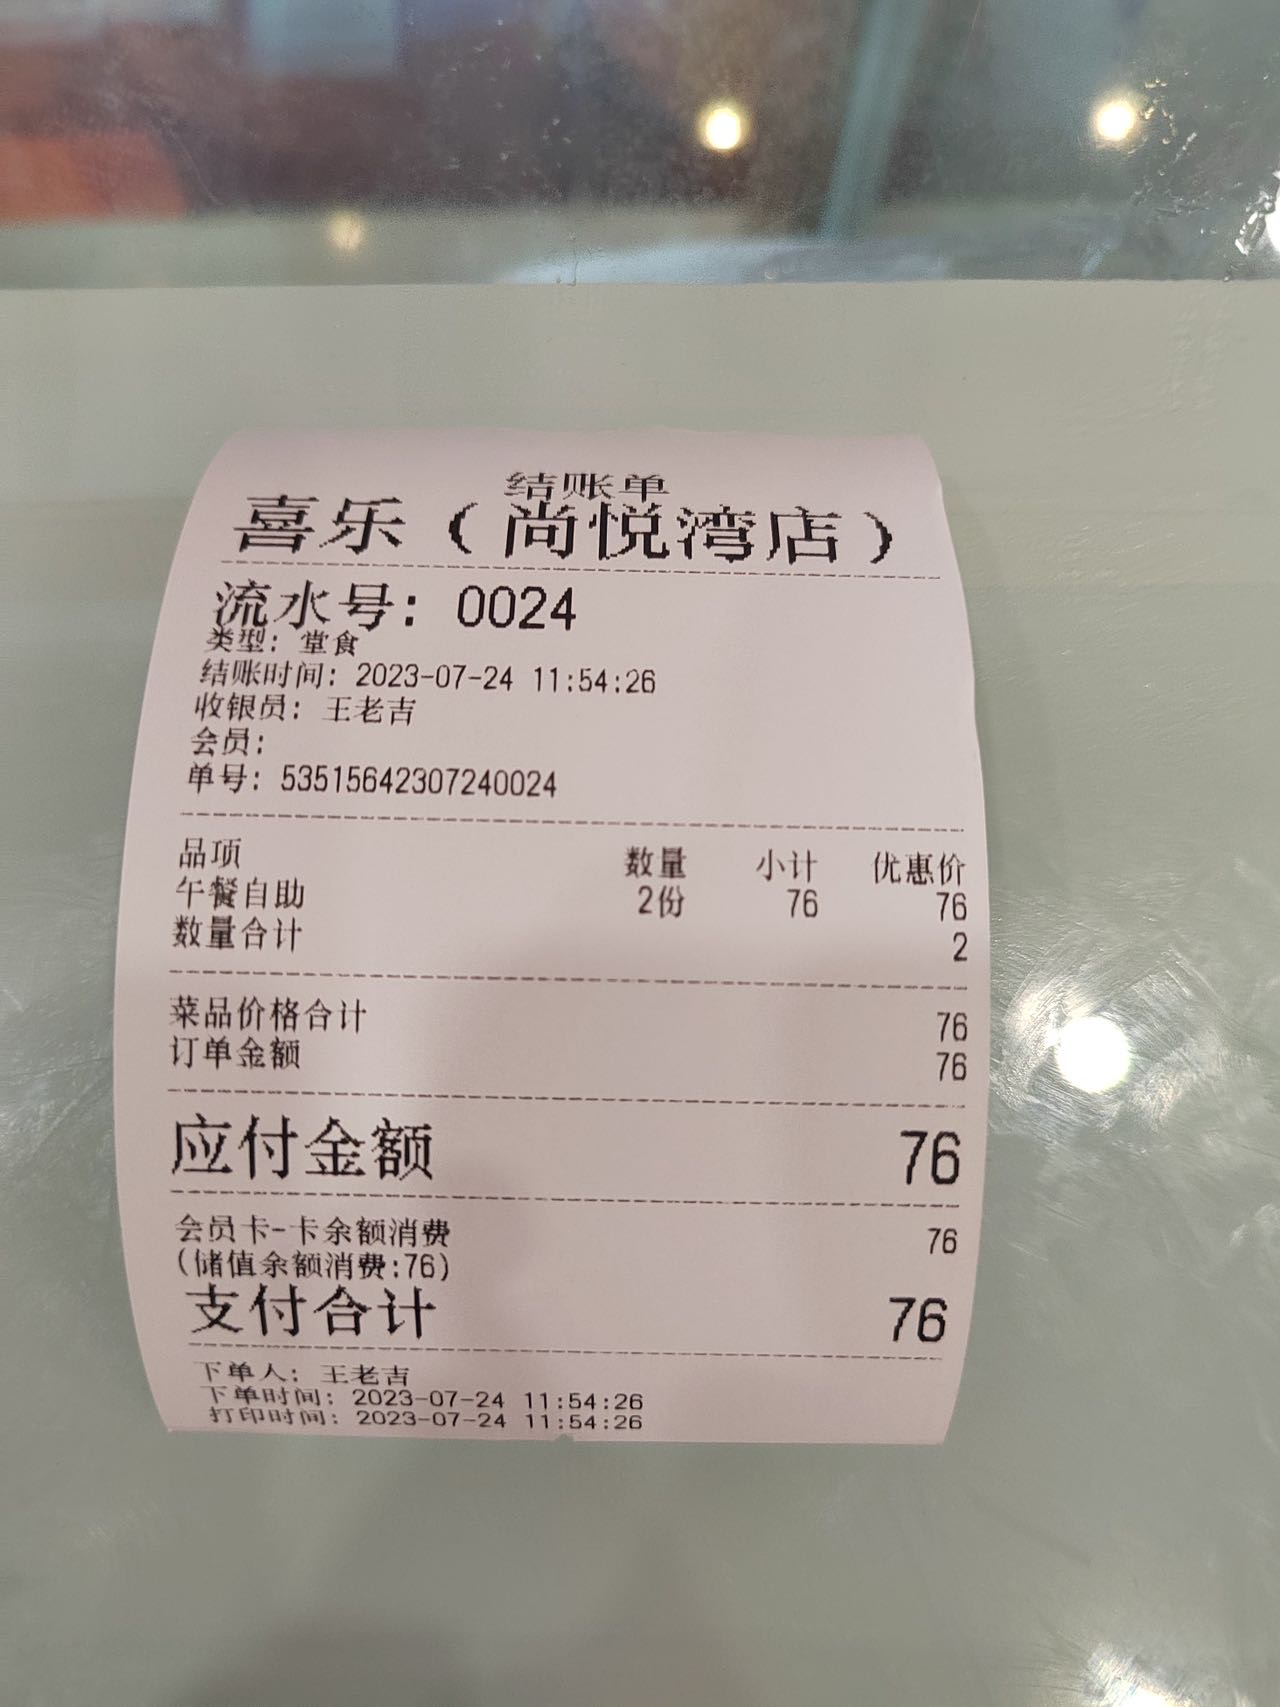 结账单
喜乐（尚悦湾店）
流水号: 0024
类型: 堂食
结账时间: 2023-07-24 11:54:26
收银员: 王老吉
会员:
单号: 53515642307240024
品项 数量 小计 优惠价
午餐自助 2份 76 76
数量合计 2
菜品价格合计 76
订单金额 76
应付金额 76
会员卡-卡余额消费 76
(储值余额消费:76)
支付合计 76
下单人: 王老吉
下单时间: 2023-07-24 11:54:26
打印时间: 2023-07-24 11:54:26